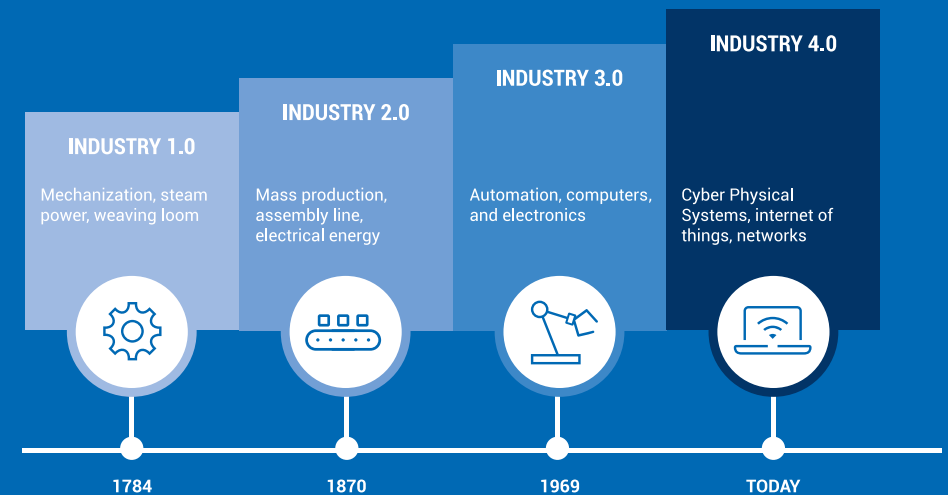 INDUSTRY 1.0
Mechanization, steam
power, weaving loom
1784
INDUSTRY 2.0
Mass production,
assembly line,
electrical energy
1870
INDUSTRY 3.0
Automation, computers,
and electronics
1969
INDUSTRY 4.0
Cyber Physical
Systems, internet of
things, networks
TODAY